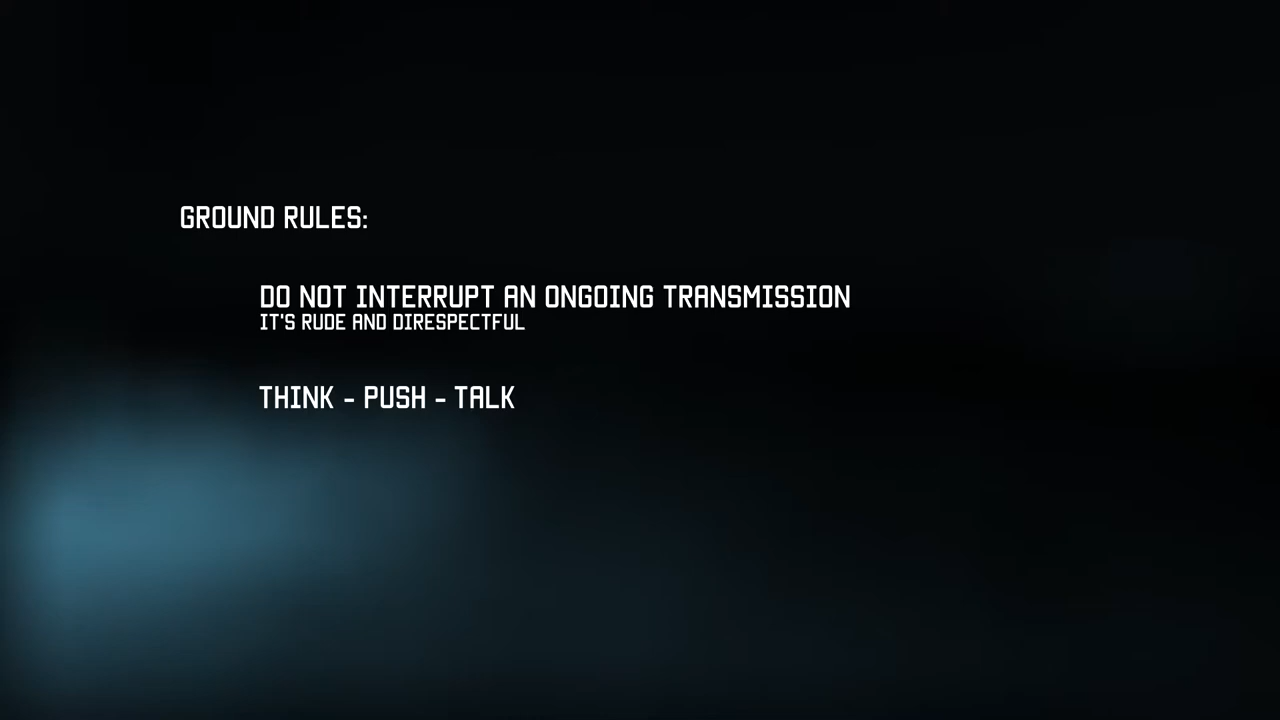 GROUND RULES:
DO NOT INTERRUPT AN ONGOING TRANSMISSION
IT'S RUDE AND DIRESPECTFUL
THINK - PUSH - TALK